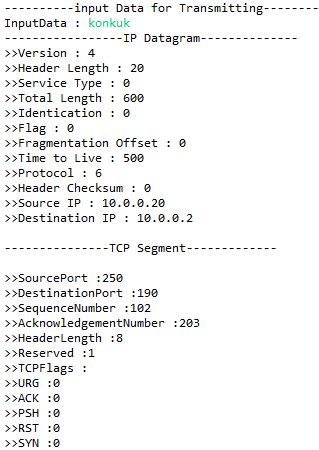 ----------input Data for Transmitting--------
InputData : konkuk
-----------------IP Datagram--------------
>>Version : 4
>>Header Length : 20
>>Service Type : 0
>>Total Length : 600
>>Identication : 0
>>Flag : 0
>>Fragmentation Offset : 0
>>Time to Live : 500
>>Protocol : 6
>>Header Checksum : 0
>>Source IP : 10.0.0.20
>>Destination IP : 10.0.0.2
---------------TCP Segment-------------
>>SourcePort :250
>>DestinationPort :190
>>SequenceNumber :102
>>AcknowledgementNumber :203
>>HeaderLength :8
>>Reserved :1
>>TCPFlags :
>>URG :0
>>ACK :0
>>PSH :0
>>RST :0
>>SYN :0